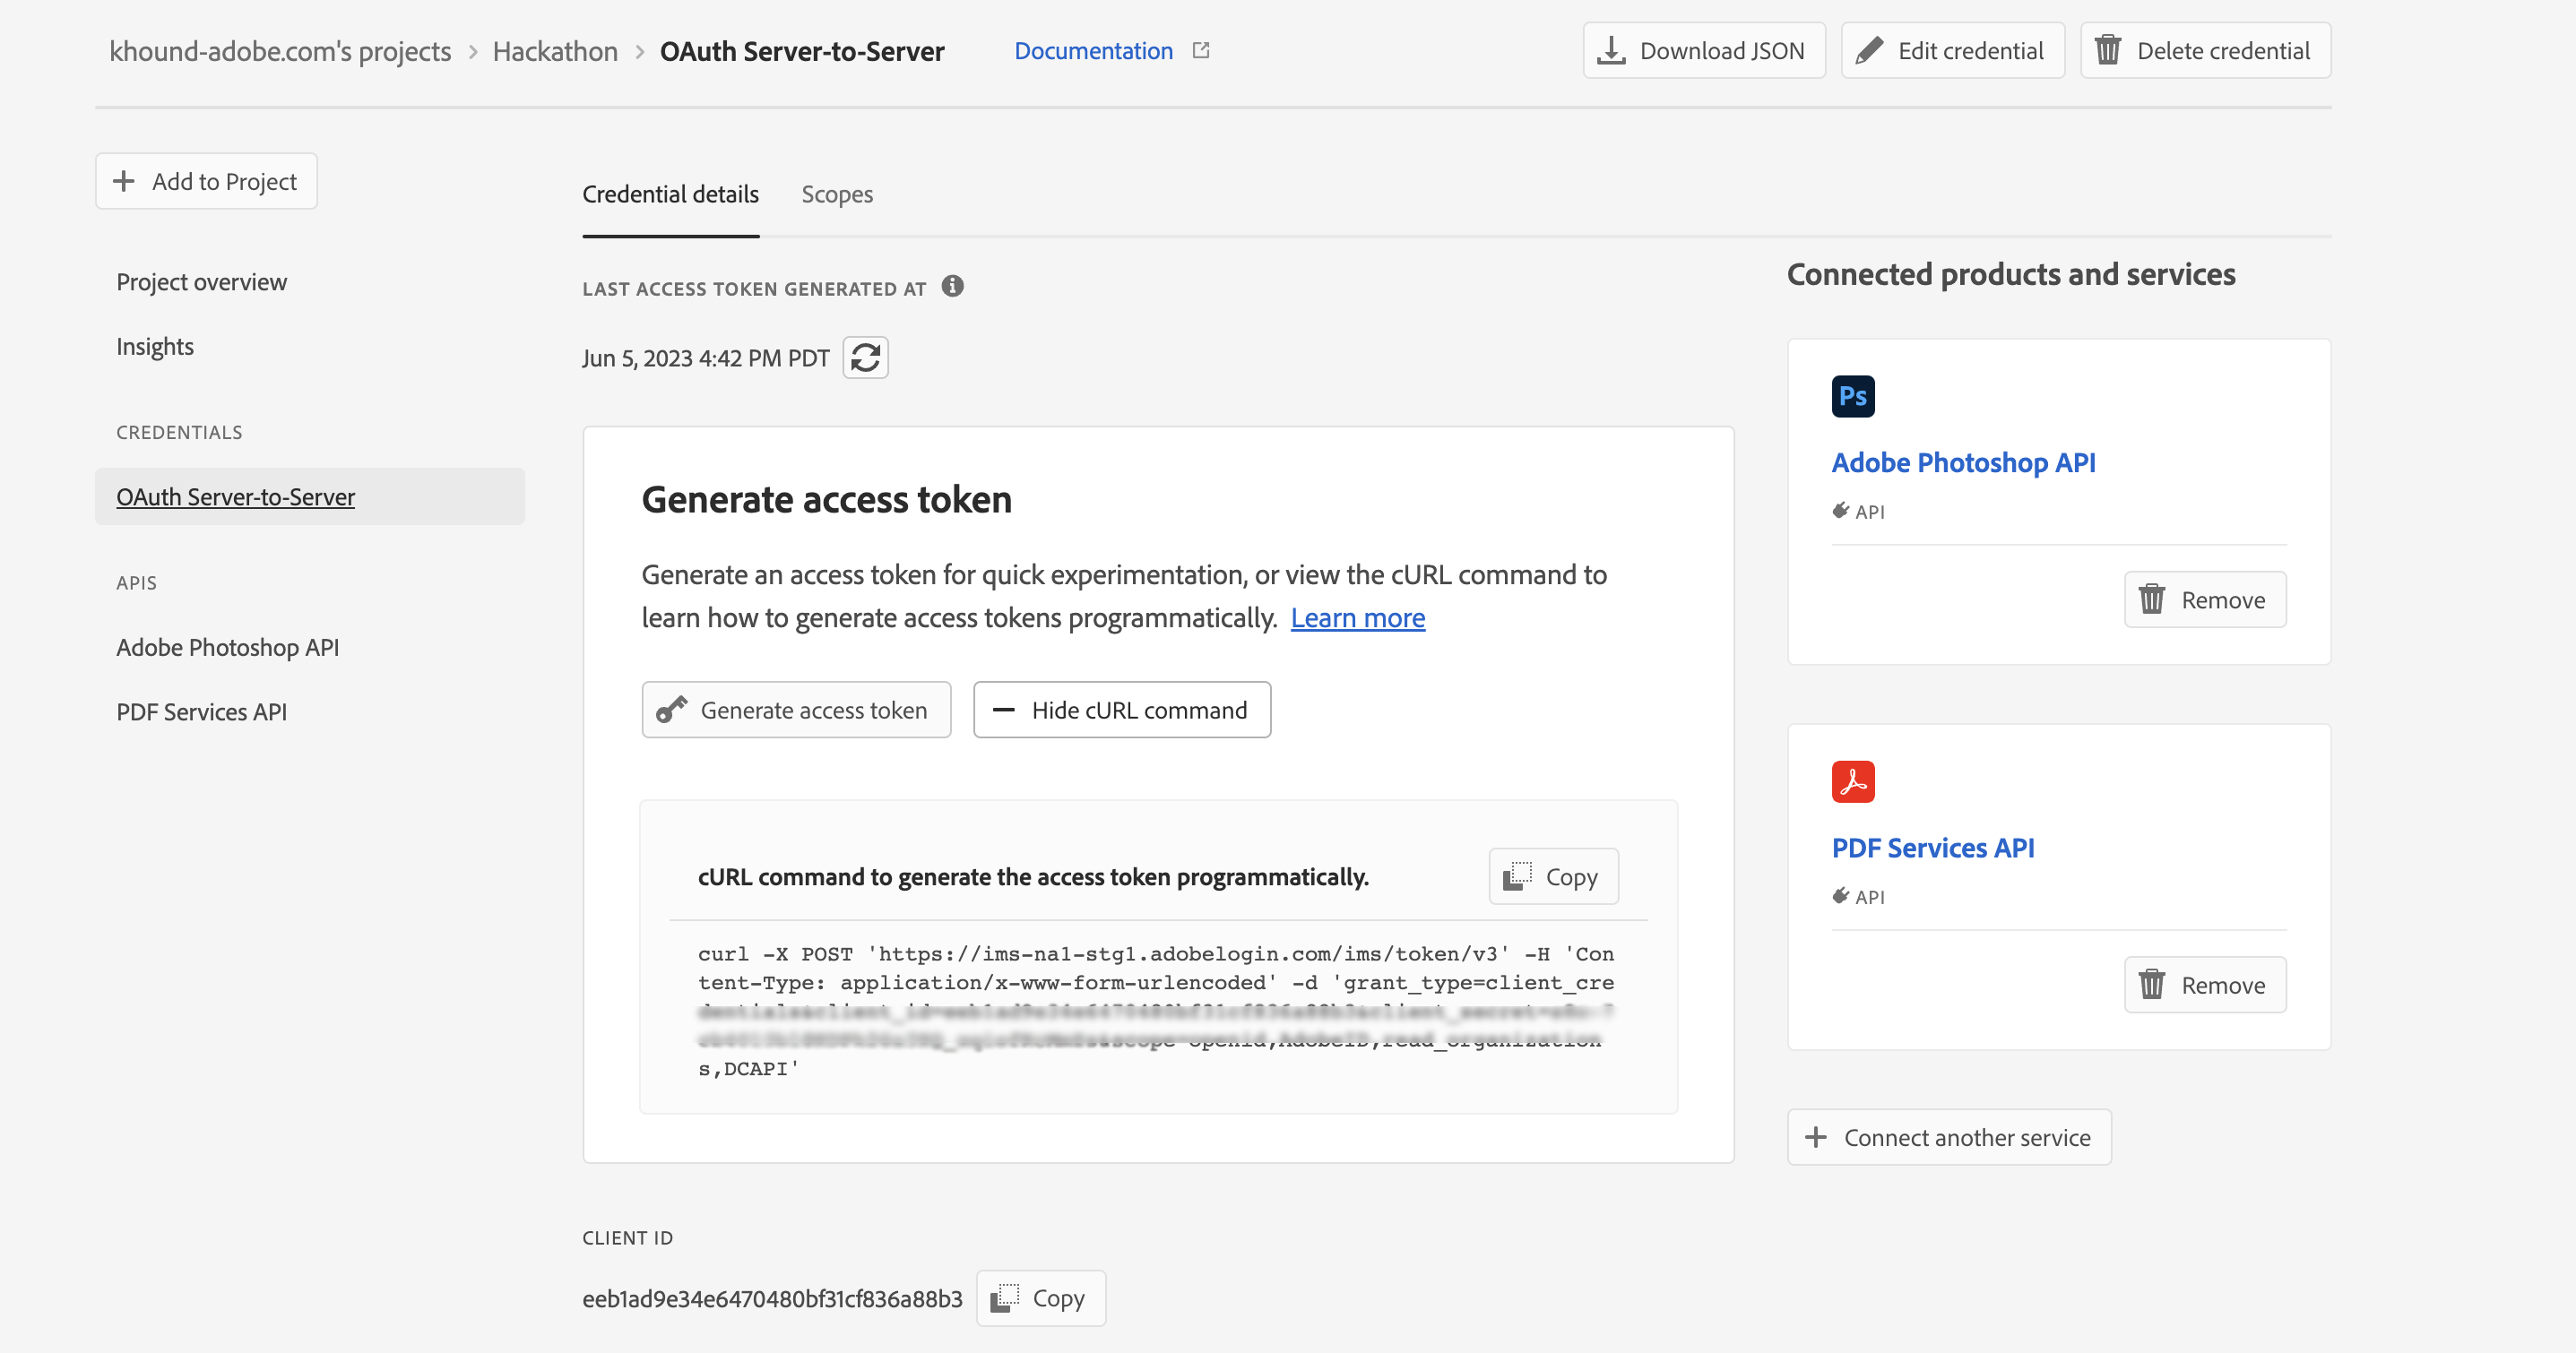 khound-adobe.com's projects > Hackathon > OAuth Server-to-Server Documentation
Download JSON
Edit credential
Delete credential
Add to Project
Project overview
Insights
CREDENTIALS
OAuth Server-to-Server
APIS
Adobe Photoshop API
PDF Services API
Credential details Scopes
LAST ACCESS TOKEN GENERATED AT
Jun 5, 2023 4:42 PM PDT
Generate access token
Generate an access token for quick experimentation, or view the cURL command to
learn how to generate access tokens programmatically. Learn more
Generate access token
Hide cURL command
cURL command to generate the access token programmatically.
Copy
curl -X POST 'https://ims-na1-stg1.adobelogin.com/ims/token/v3' -H 'Con
tent-Type: application/x-www-form-urlencoded' -d 'grant_type=client_cre
openid,AdobeID,read_organization
s,DCAPI'
CLIENT ID
eeb1ad9e34e6470480bf31cf836a88b3
Copy
Connected products and services
Ps
Adobe Photoshop API
API
Remove
PDF Services API
API
Remove
Connect another service